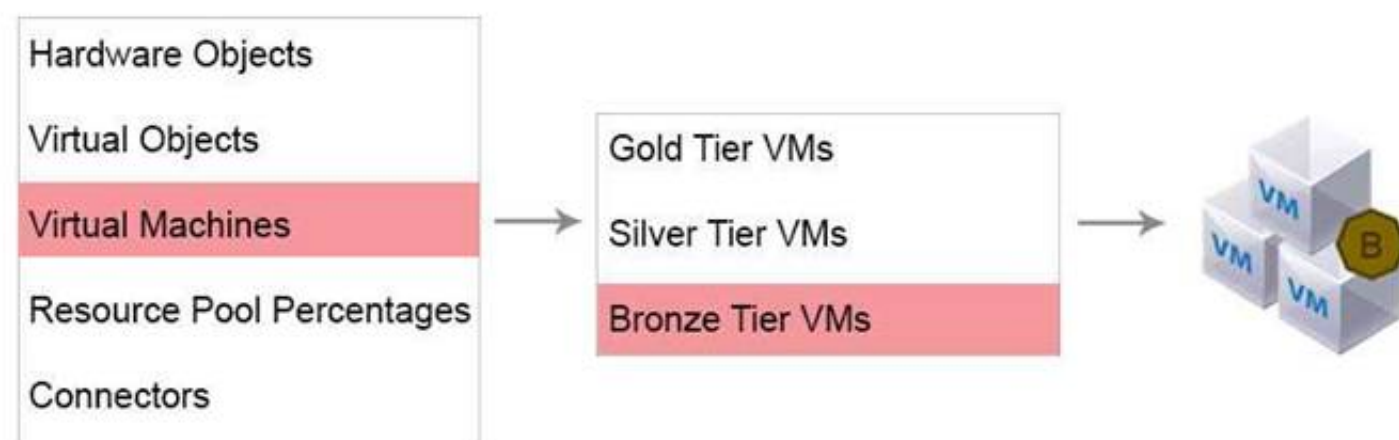 Hardware Objects
Virtual Objects
Virtual Machines
Resource Pool Percentages
Connectors
Gold Tier VMs
Silver Tier VMs
Bronze Tier VMs
VM
VM
VM
B